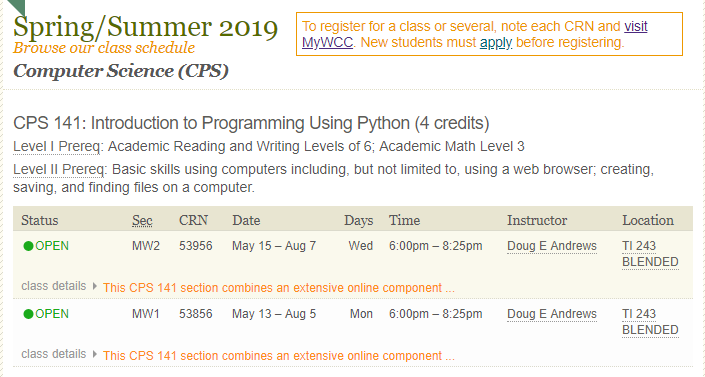 Spring/Summer 2019
Browse our class schedule
To register for a class or several, note each CRN and visit
MyWCC. New students must apply before registering.
Computer Science (CPS)
CPS 141: Introduction to Programming Using Python (4 credits)
Level I Prereq: Academic Reading and Writing Levels of 6; Academic Math Level 3
Level II Prereq: Basic skills using computers including, but not limited to, using a web browser; creating,
saving, and finding files on a computer.
Status Sec CRN Date Days Time Instructor Location
OPEN MW2 53956 May 15 – Aug 7 Wed 6:00pm – 8:25pm Doug E Andrews TI 243
BLENDED
class details This CPS 141 section combines an extensive online component ...
OPEN MW1 53856 May 13 – Aug 5 Mon 6:00pm – 8:25pm Doug E Andrews TI 243
BLENDED
class details This CPS 141 section combines an extensive online component ...